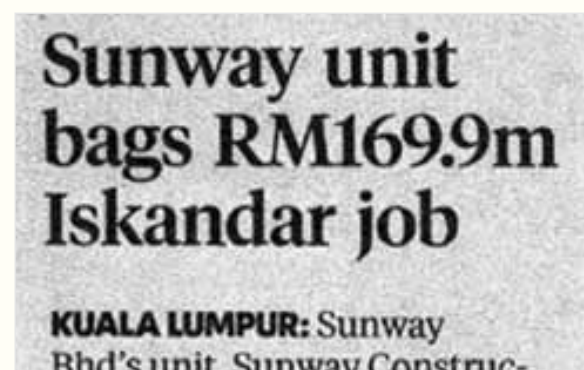 Sunway unit
bags RM169.9m
Iskandar job
KUALA LUMPUR: Sunway
Bhd's unit, Sunway Construc-